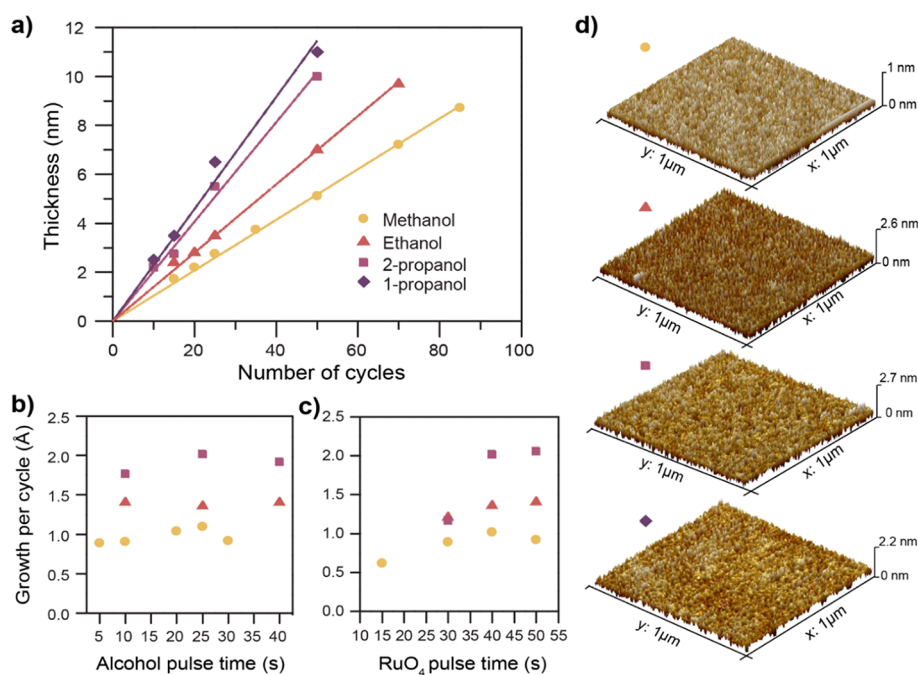 a)
12
10
8
6
4
2
0
Thickness (nm)
Methanol
Ethanol
2-propanol
1-propanol
0 20 40 60 80 100
Number of cycles
b)
2.5
2.0
1.5
1.0
0.5
0.0
Growth per cycle (Å)
5 10 15 20 25 30 40
Alcohol pulse time (s)
c)
2.5
2.0
1.5
1.0
0.5
0.0
10 15 20 25 30 35 40 45 50 55
RuO₄ pulse time (s)
d)
1 nm
0 nm
y: 1µm
x: 1µm
2.6 nm
0 nm
y: 1µm
x: 1µm
2.7 nm
0 nm
y: 1µm
x: 1µm
2.2 nm
0 nm
y: 1µm
x: 1µm